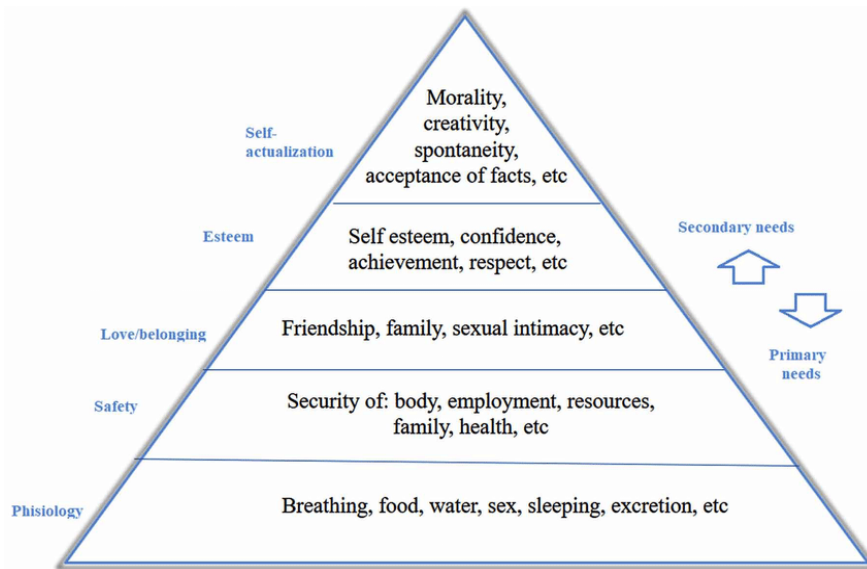 Morality,
creativity,
Self-
actualization
spontaneity,
acceptance of facts, etc
Esteem
Self esteem, confidence,
achievement, respect, etc
Secondary needs
Love/belonging
Friendship, family, sexual intimacy, etc
Primary
needs
Safety
Security of: body, employment, resources,
family, health, etc
Phisiology
Breathing, food, water, sex, sleeping, excretion, etc